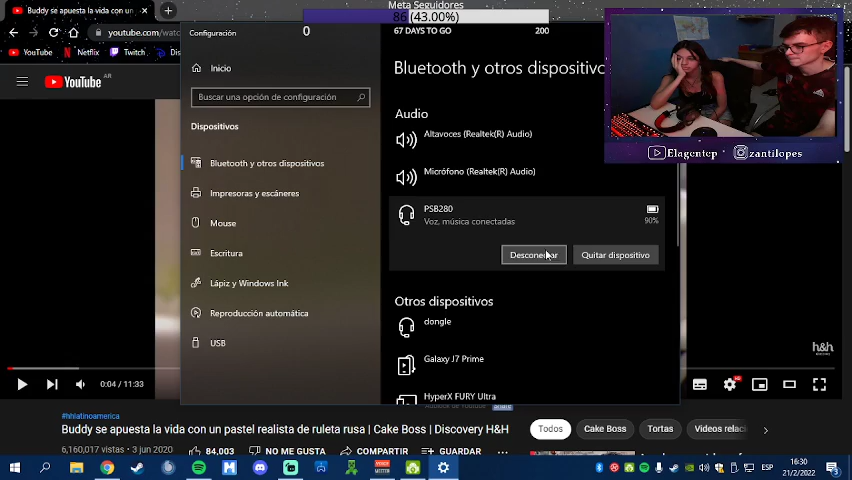 Meta Seguidores
Buddy se apuesta la vida con un
86 (43.00%)
youtube.com/watc
YouTube
Netflix
Twitch
Dis
0
67 DAYS TO GO
200
Configuración
Inicio
Buscar una opción de configuración
Dispositivos
Bluetooth y otros dispositivos
Impresoras y escáneres
Mouse
Escritura
Lápiz y Windows Ink
Reproducción automática
USB
Bluetooth y otros dispositivo
Audio
Altavoces (Realtek(R) Audio)
Micrófono (Realtek(R) Audio)
PSB280
Voz, música conectadas
90%
Desconectar
Quitar dispositivo
Otros dispositivos
dongle
Galaxy J7 Prime
HyperX FURY Ultra
YouTube
AR
Elagentcp
zantilopes
h&h
0:04 / 11:33
#hhlatinoamerica
Buddy se apuesta la vida con un pastel realista de ruleta rusa | Cake Boss | Discovery H&H
6,160,017 vistas • 3 jun 2020
84,003
NO ME GUSTA
COMPARTIR
GUARDAR
Todos
Cake Boss
Tortas
Videos relaci
ESP
16:30
21/2/2022
3